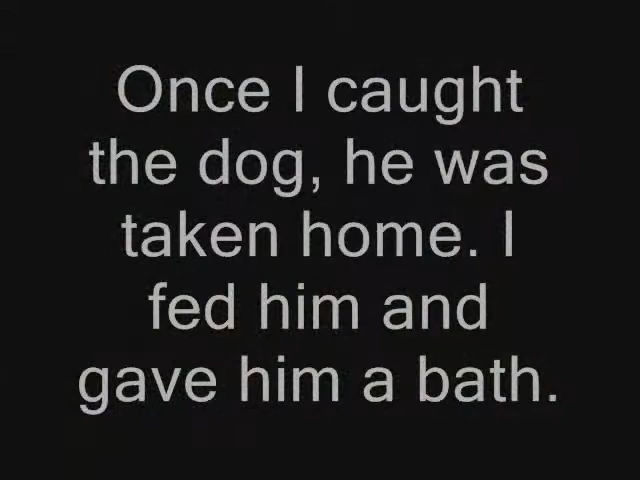 Once I caught
the dog, he was
taken home. I
fed him and
gave him a bath.